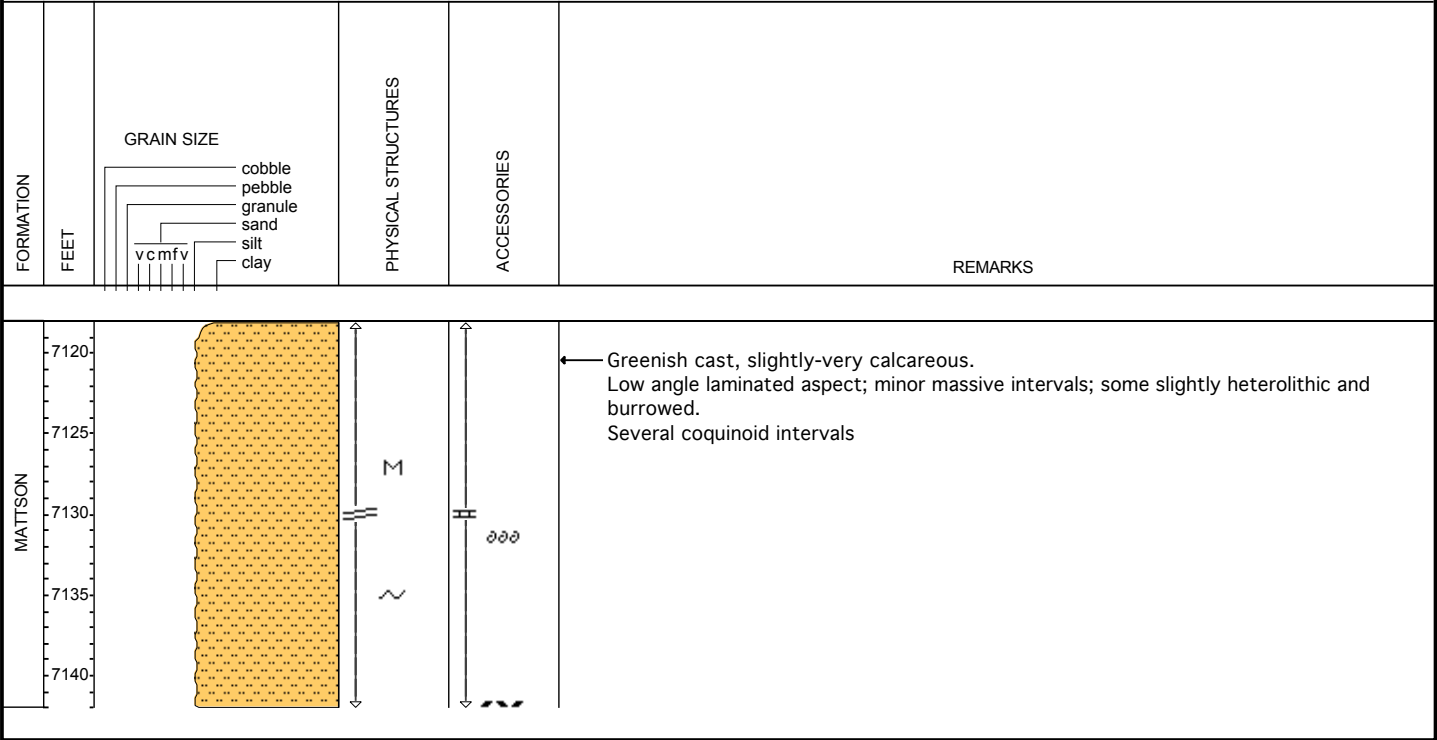 FORMATION
FEET
GRAIN SIZE
cobble
pebble
granule
sand
silt
clay
v c m f v
PHYSICAL STRUCTURES
ACCESSORIES
REMARKS
MATTSON
7120
7125
7130
7135
7140
M
Greenish cast, slightly-very calcareous.
Low angle laminated aspect; minor massive intervals; some slightly heterolithic and
burrowed.
Several coquinoid intervals